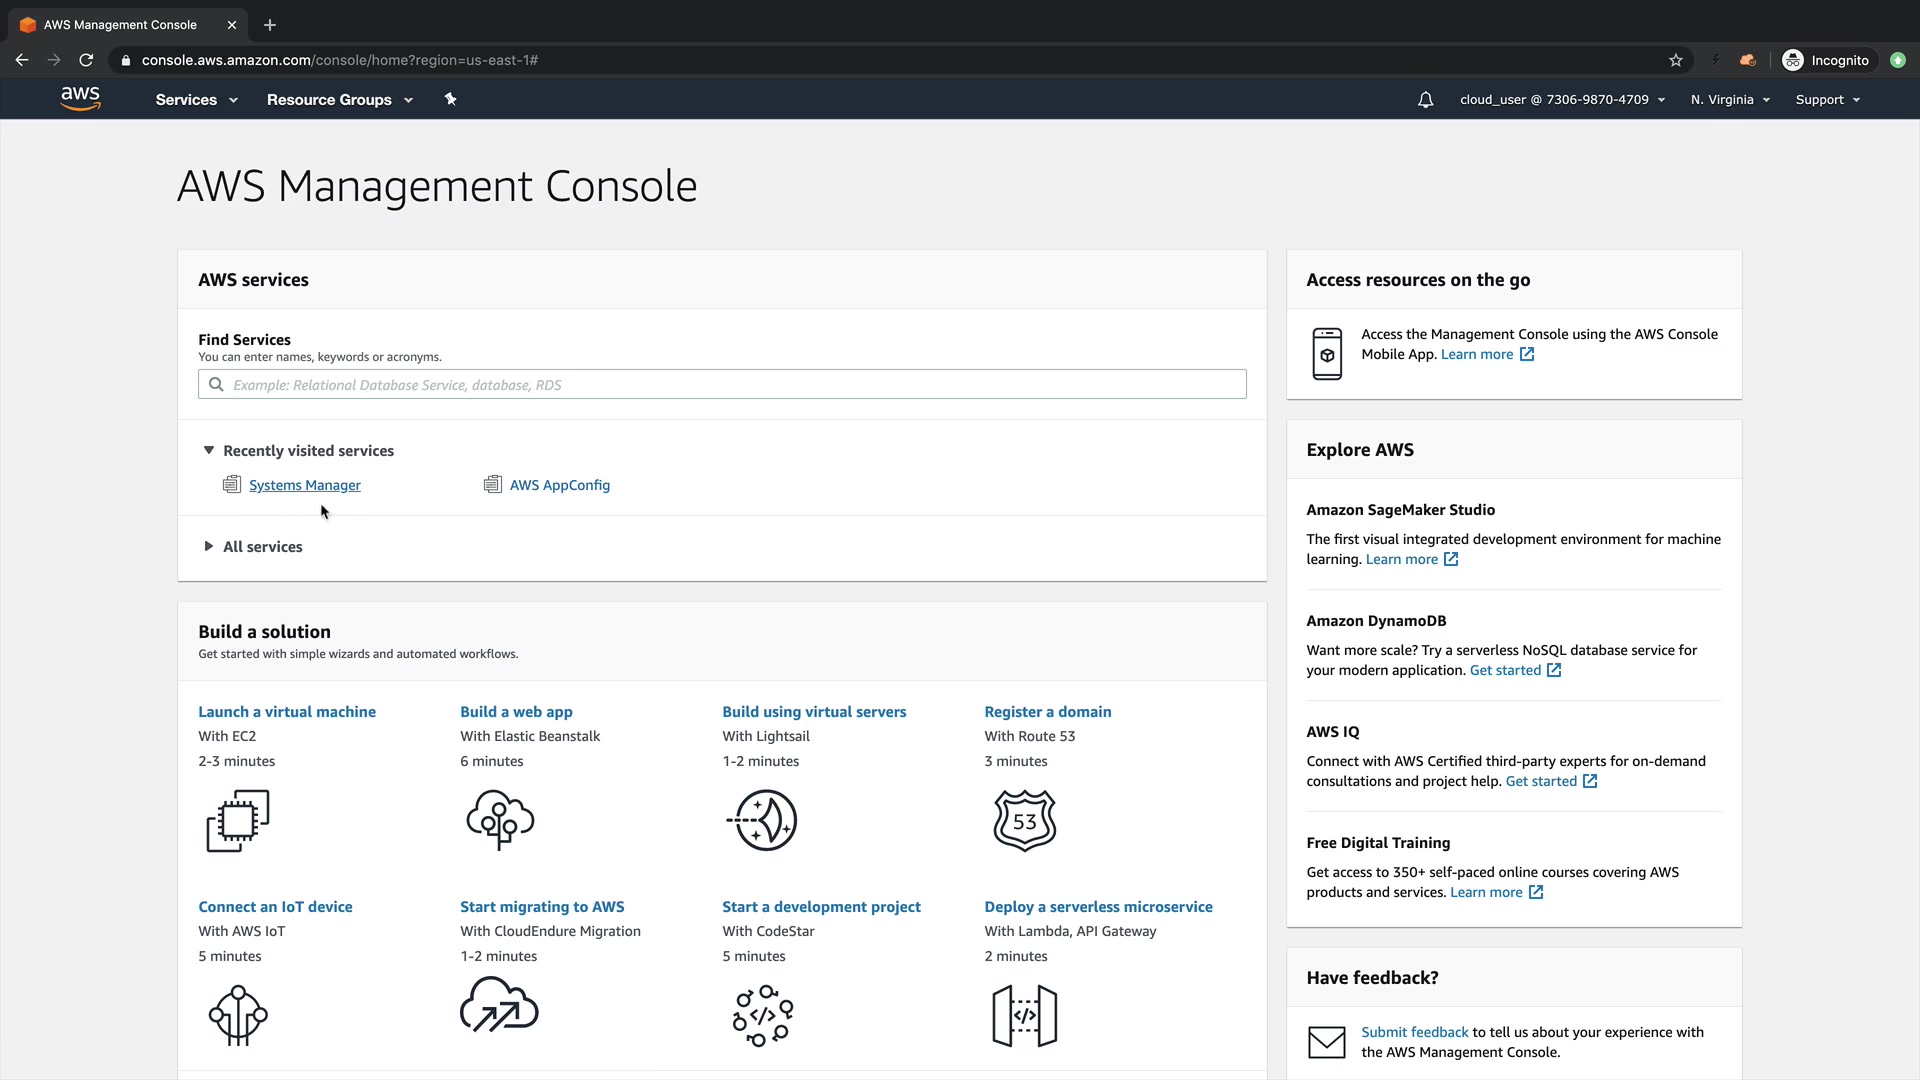 AWS Management Console
console.aws.amazon.com/console/home?region=us-east-1#
Incognito
aws
Services
Resource Groups
cloud_user @ 7306-9870-4709
N. Virginia
Support
AWS Management Console
AWS services
Find Services
You can enter names, keywords or acronyms.
Example: Relational Database Service, database, RDS
Recently visited services
Systems Manager
AWS AppConfig
All services
Build a solution
Get started with simple wizards and automated workflows.
Launch a virtual machine
With EC2
2-3 minutes
Build a web app
With Elastic Beanstalk
6 minutes
Build using virtual servers
With Lightsail
1-2 minutes
Register a domain
With Route 53
3 minutes
53
Connect an IoT device
With AWS IoT
5 minutes
Start migrating to AWS
With CloudEndure Migration
1-2 minutes
Start a development project
With CodeStar
5 minutes
</>
Deploy a serverless microservice
With Lambda, API Gateway
2 minutes
</>
Access resources on the go
Access the Management Console using the AWS Console
Mobile App. Learn more
Explore AWS
Amazon SageMaker Studio
The first visual integrated development environment for machine
learning. Learn more
Amazon DynamoDB
Want more scale? Try a serverless NoSQL database service for
your modern application. Get started
AWS IQ
Connect with AWS Certified third-party experts for on-demand
consultations and project help. Get started
Free Digital Training
Get access to 350+ self-paced online courses covering AWS
products and services. Learn more
Have feedback?
Submit feedback to tell us about your experience with
the AWS Management Console.